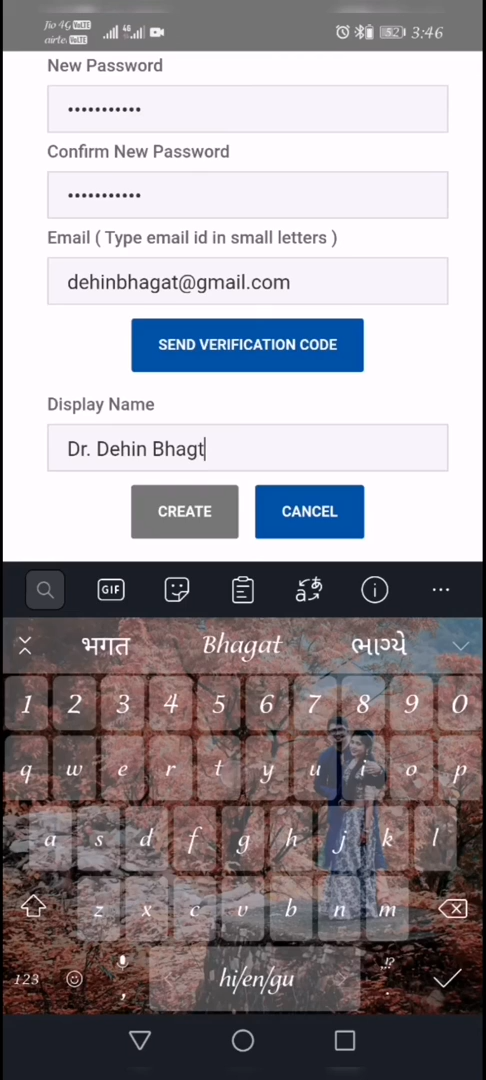 Jio 4G VoLTE 4G 52 3:46
airtel VoLTE
New Password
•••••••••••
Confirm New Password
•••••••••••
Email ( Type email id in small letters )
dehinbhagat@gmail.com
SEND VERIFICATION CODE
Display Name
Dr. Dehin Bhagt
CREATE CANCEL
GIF
भगत Bhagat ભાગ્યે
1 2 3 4 5 6 7 8 9 0
q w e r t y u i o p
a s d f g h j k l
z x c v b n m
123 , hi/en/gu !? .